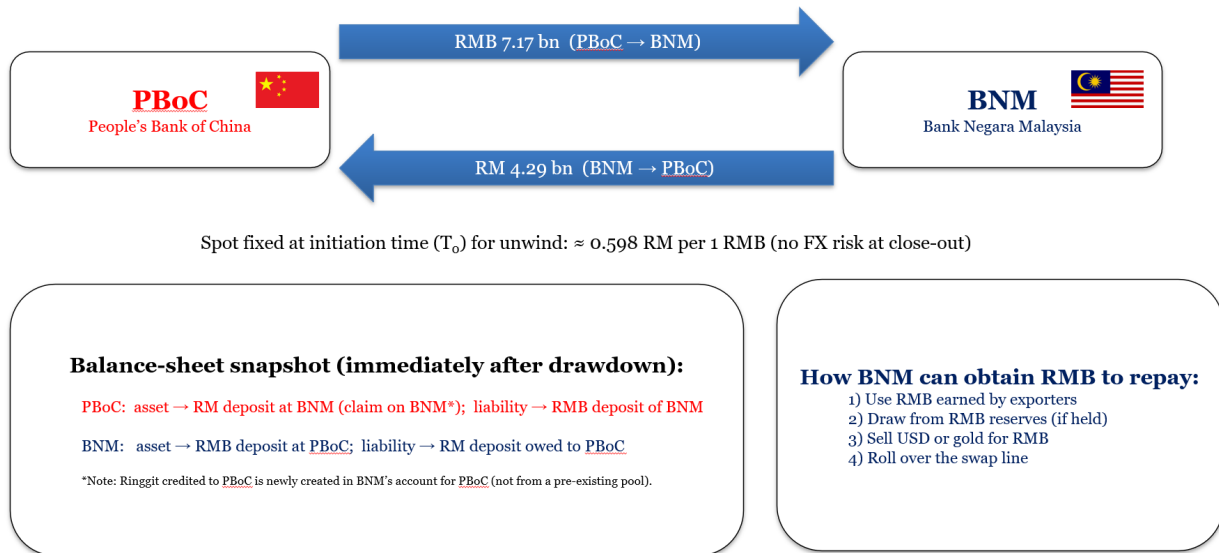 RMB 7.17 bn (PBoC → BNM)
PBoC
People's Bank of China
BNM
Bank Negara Malaysia
RM 4.29 bn (BNM → PBoC)
Spot fixed at initiation time (T₀) for unwind: ≈ 0.598 RM per 1 RMB (no FX risk at close-out)
Balance-sheet snapshot (immediately after drawdown):
PBoC: asset → RM deposit at BNM (claim on BNM*); liability → RMB deposit of BNM
BNM: asset → RMB deposit at PBoC; liability → RM deposit owed to PBoC
*Note: Ringgit credited to PBoC is newly created in BNM's account for PBoC (not from a pre-existing pool).
How BNM can obtain RMB to repay:
1) Use RMB earned by exporters
2) Draw from RMB reserves (if held)
3) Sell USD or gold for RMB
4) Roll over the swap line